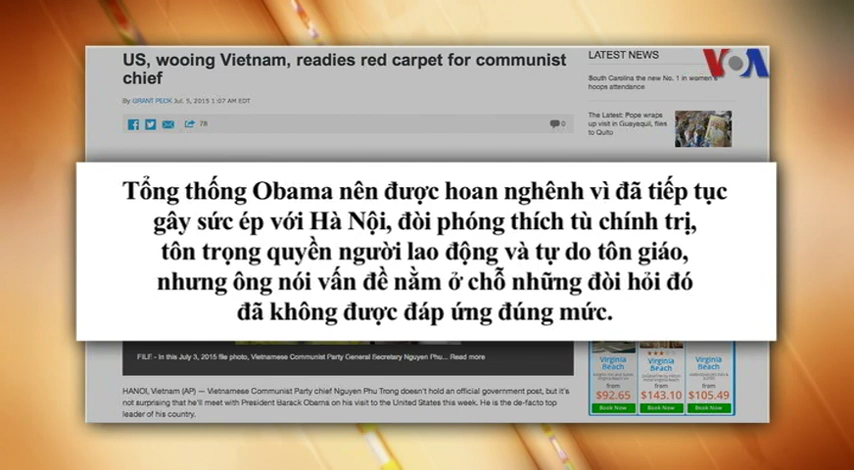 US, wooing Vietnam, readies red carpet for communist
chief
By GRANT PECK Jul. 5, 2015 1:07 AM EDT
78
0
LATEST NEWS
VOA
South Carolina the new No. 1 in women's
hoops attendance
The Latest: Pope wraps
up visit in Guayaquil, flies
to Quito
Tổng thống Obama nên được hoan nghênh vì đã tiếp tục
gây sức ép với Hà Nội, đòi phóng thích tù chính trị,
tôn trọng quyền người lao động và tự do tôn giáo,
nhưng ông nói vấn đề nằm ở chỗ những đòi hỏi đó
đã không được đáp ứng đúng mức.
FILE - In this July 3, 2015 file photo, Vietnamese Communist Party General Secretary Nguyen Phu... Read more
HANOI, Vietnam (AP) — Vietnamese Communist Party chief Nguyen Phu Trong doesn't hold an official government post, but it's
not surprising that he'll meet with President Barack Obama on his visit to the United States this week. He is the de-facto top
leader of his country.
Virginia Beach
from
$92.65
Book Now
Virginia Beach
from
$143.10
Book Now
Virginia Beach
from
$105.49
Book Now